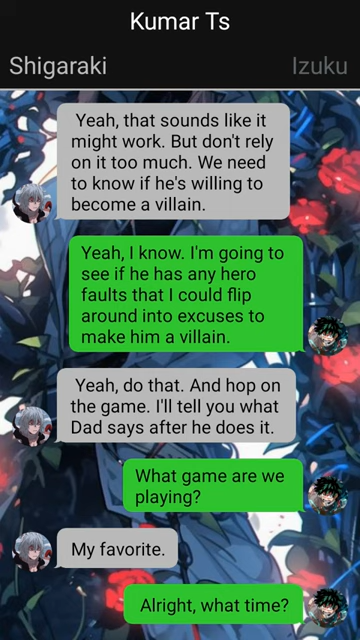 Kumar Ts
Shigaraki
Izuku
Yeah, that sounds like it
might work. But don't rely
on it too much. We need
to know if he's willing to
become a villain.
Yeah, I know. I'm going to
see if he has any hero
faults that I could flip
around into excuses to
make him a villain.
Yeah, do that. And hop on
the game. I'll tell you what
Dad says after he does it.
What game are we
playing?
My favorite.
Alright, what time?